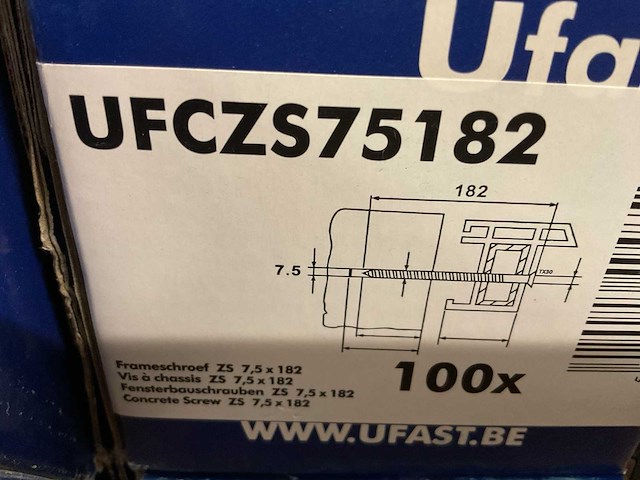 Ufa
UFCZS75182
182
7.5
TX30
Frameschroef ZS 7,5 x 182
Vis à chassis ZS 7,5 x 182
Fensterbauschrauben ZS 7,5 x 182
Concrete Screw ZS 7,5 x 182
100x
WWW.UFAST.BE